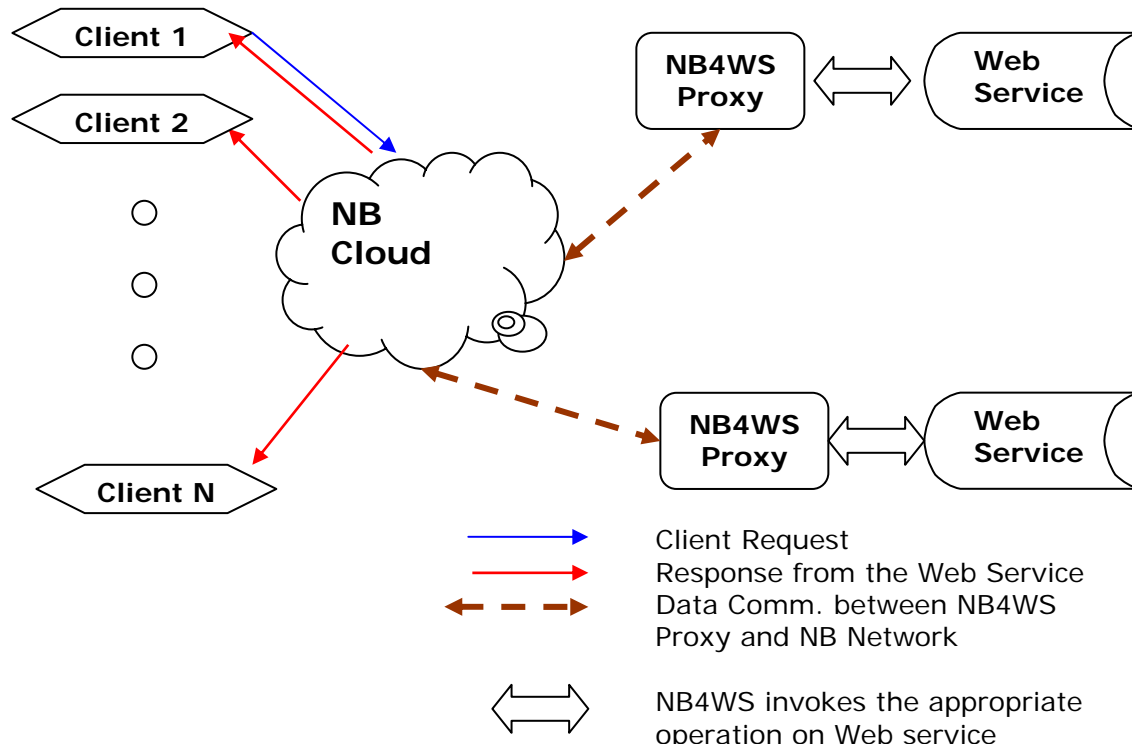 Client 1
Client 2
Client N
NB
Cloud
NB4WS
Proxy
Web
Service
NB4WS
Proxy
Web
Service
Client Request
Response from the Web Service
Data Comm. between NB4WS
Proxy and NB Network
NB4WS invokes the appropriate
operation on Web service